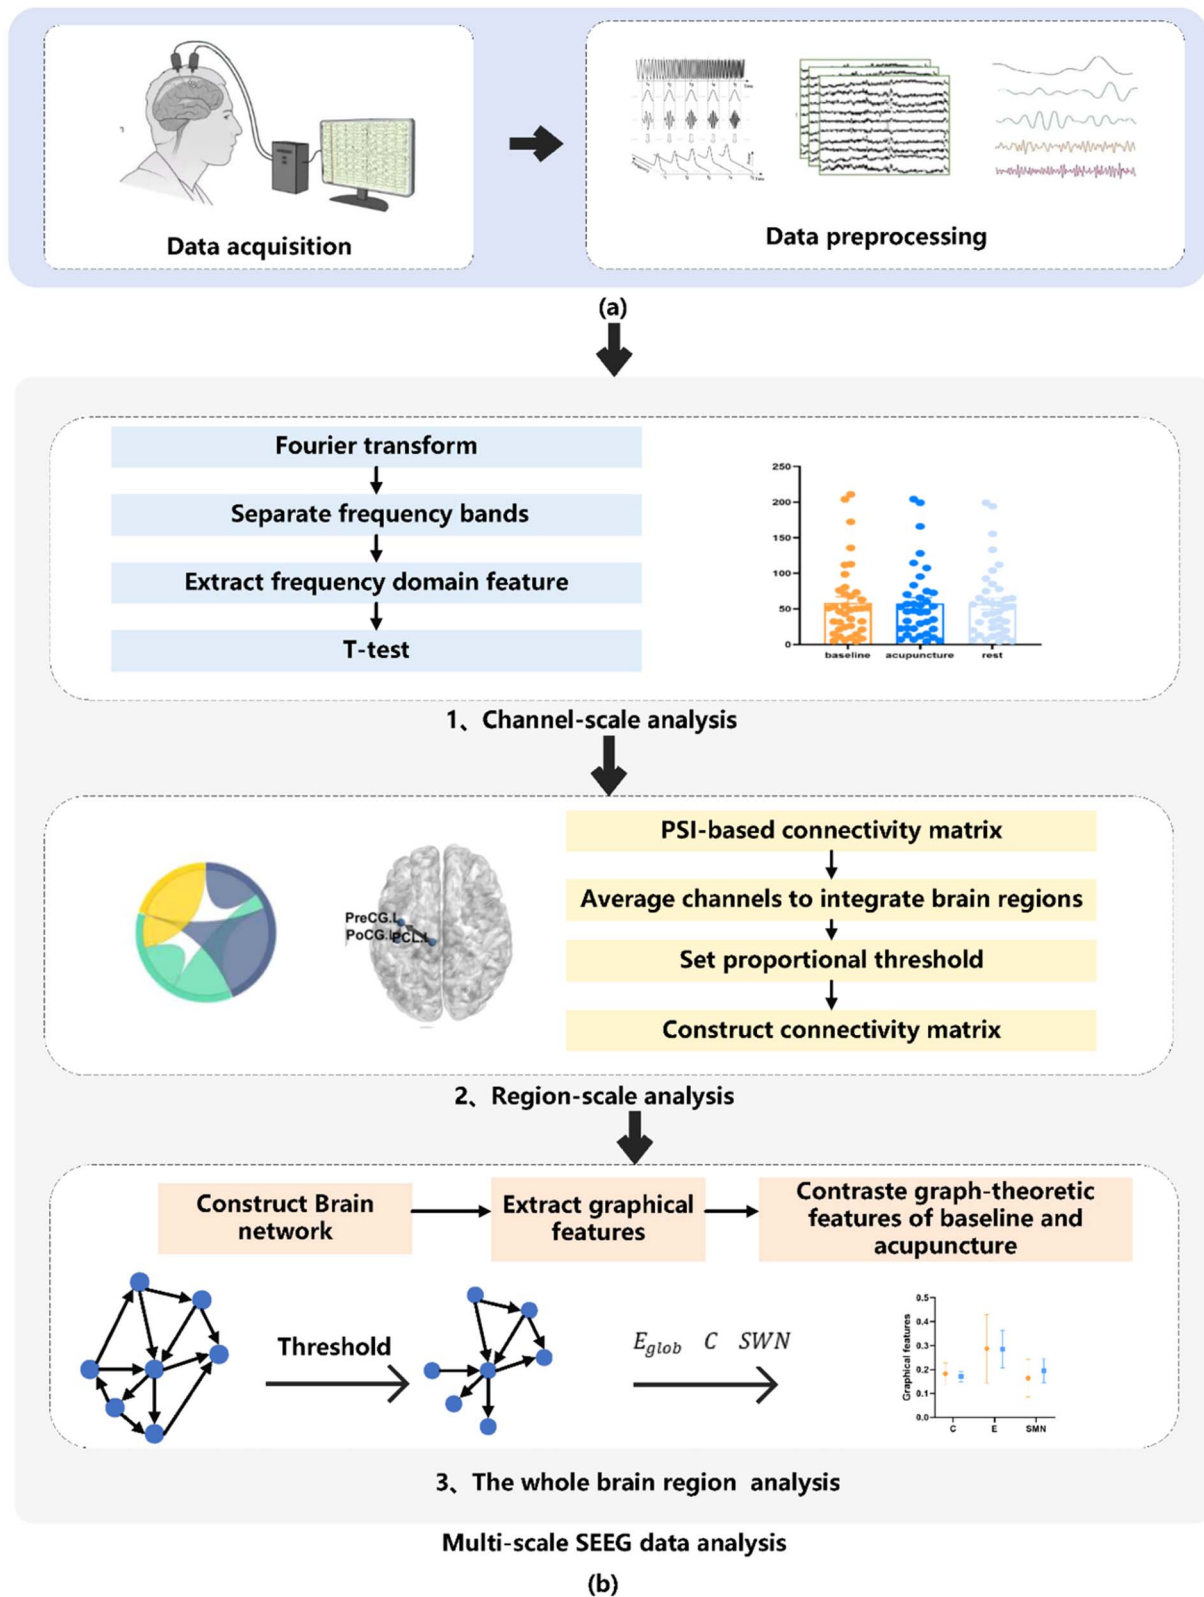 Data acquisition
Time
Time
Data preprocessing
(a)
Fourier transform
Separate frequency bands
Extract frequency domain feature
T-test
250
200
150
100
50
0
baseline
acupuncture
rest
1、Channel-scale analysis
PreCG.L
PoCG.L
PCL.L
PSI-based connectivity matrix
Average channels to integrate brain regions
Set proportional threshold
Construct connectivity matrix
2、Region-scale analysis
Construct Brain
network
Extract graphical
features
Contraste graph-theoretic
features of baseline and
acupuncture
Threshold
E_glob C SWN
Graphical features
0.5
0.4
0.3
0.2
0.1
0.0
C
E
SMN
3、The whole brain region analysis
Multi-scale SEEG data analysis
(b)